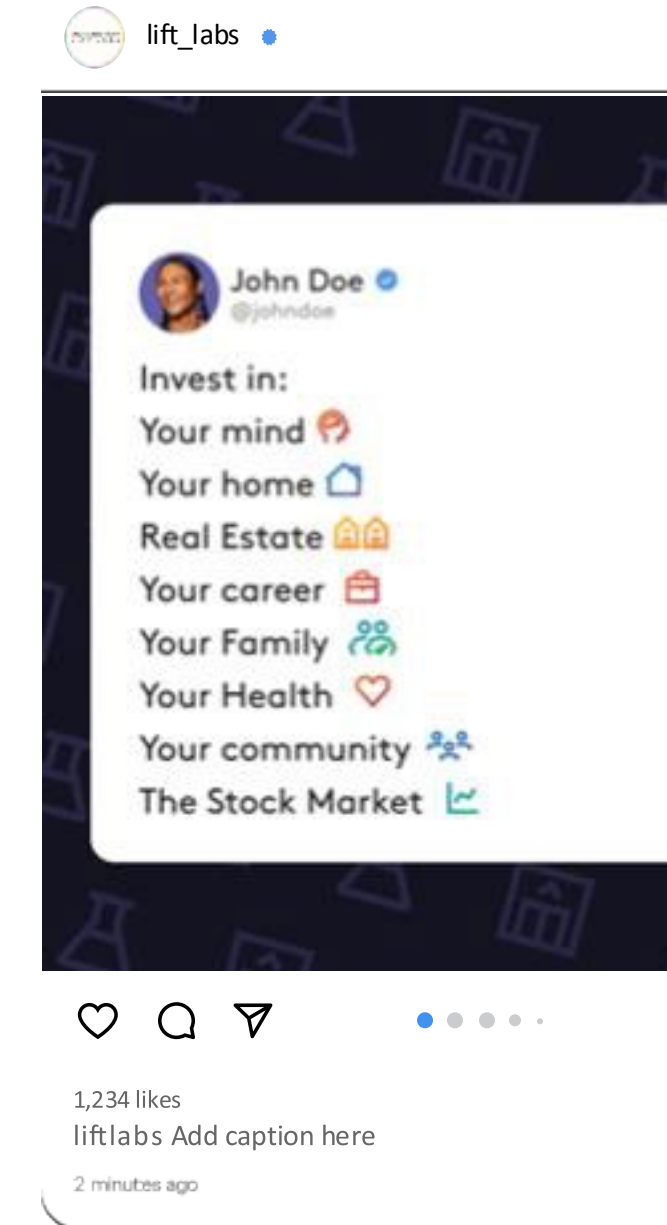 lift_labs
John Doe
@johndoe
Invest in:
Your mind
Your home
Real Estate
Your career
Your Family
Your Health
Your community
The Stock Market
1,234 likes
liftlabs Add caption here
2 minutes ago